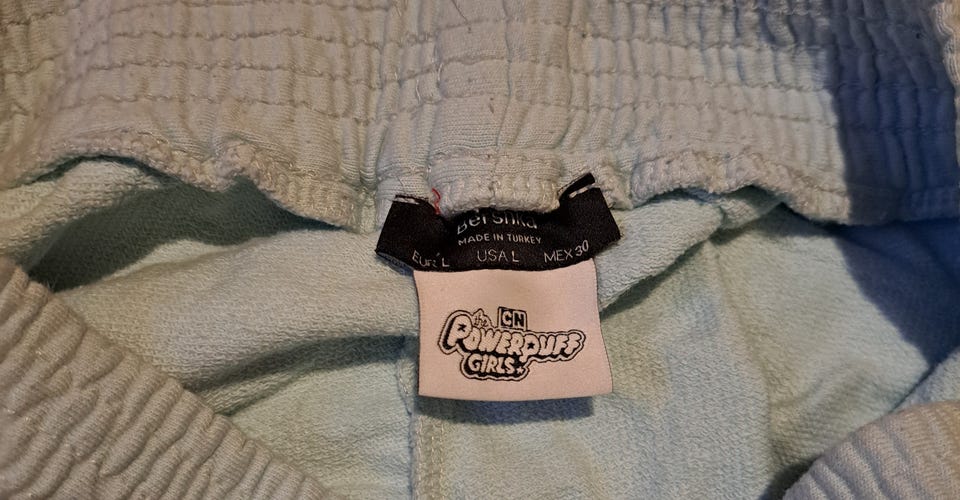 Bershka
MADE IN TURKEY
EUR L USA L MEX 30
CN
the
POWERPUFF
GIRLS